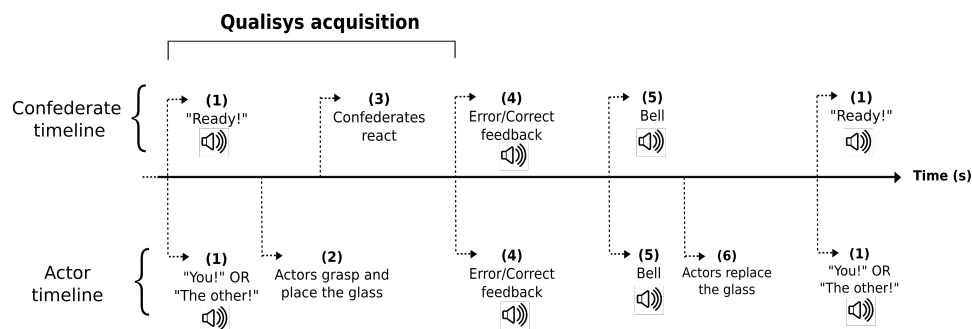 Qualisys acquisition
Confederate
timeline
(1)
"Ready!"
(3)
Confederates
react
(4)
Error/Correct
feedback
(5)
Bell
(1)
"Ready!"
Time (s)
Actor
timeline
(1)
"You!" OR
"The other!"
(2)
Actors grasp and
place the glass
(4)
Error/Correct
feedback
(5)
Bell
(6)
Actors replace
the glass
(1)
"You!" OR
"The other!"